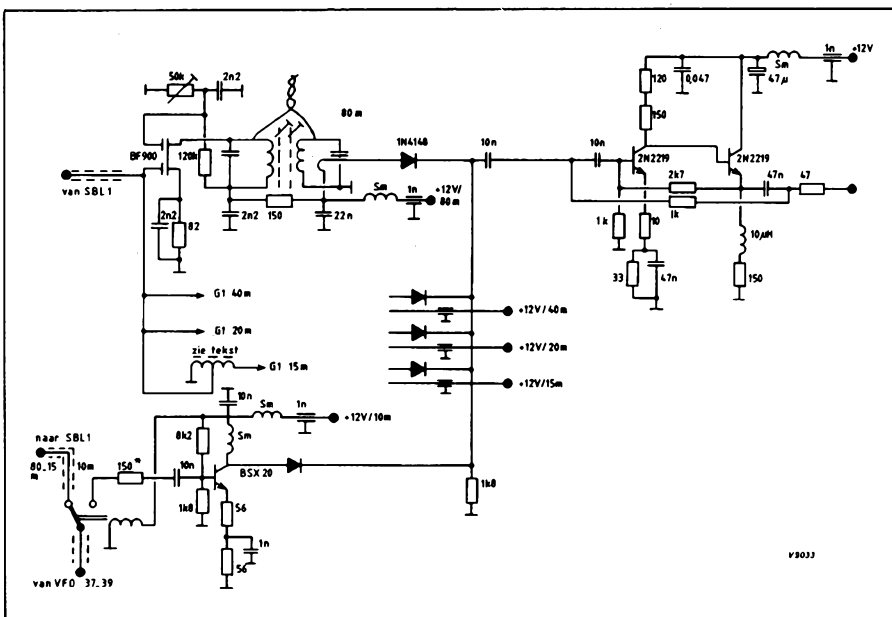 50k
2n2
80 m
BF900
120k
van SBL1
2n2
82
2n2
150
22n
Sm
1n
+12V/
80m
1N4148
10n
10n
120
0,047
150
Sm
47µ
1n
+12V
2N2219
2N2219
2k7
1k
47n
47
1k
10
33
47n
10µH
150
G1 40m
G1 20m
zie tekst
G1 15m
+12V/40m
+12V/20m
+12V/15m
10n
Sm
1n
+12V/10m
8k2
Sm
naar SBL1
80_15
m
10m
150*
10n
BSX 20
1k8
56
1n
56
1k8
van VFO 37_39
V9033